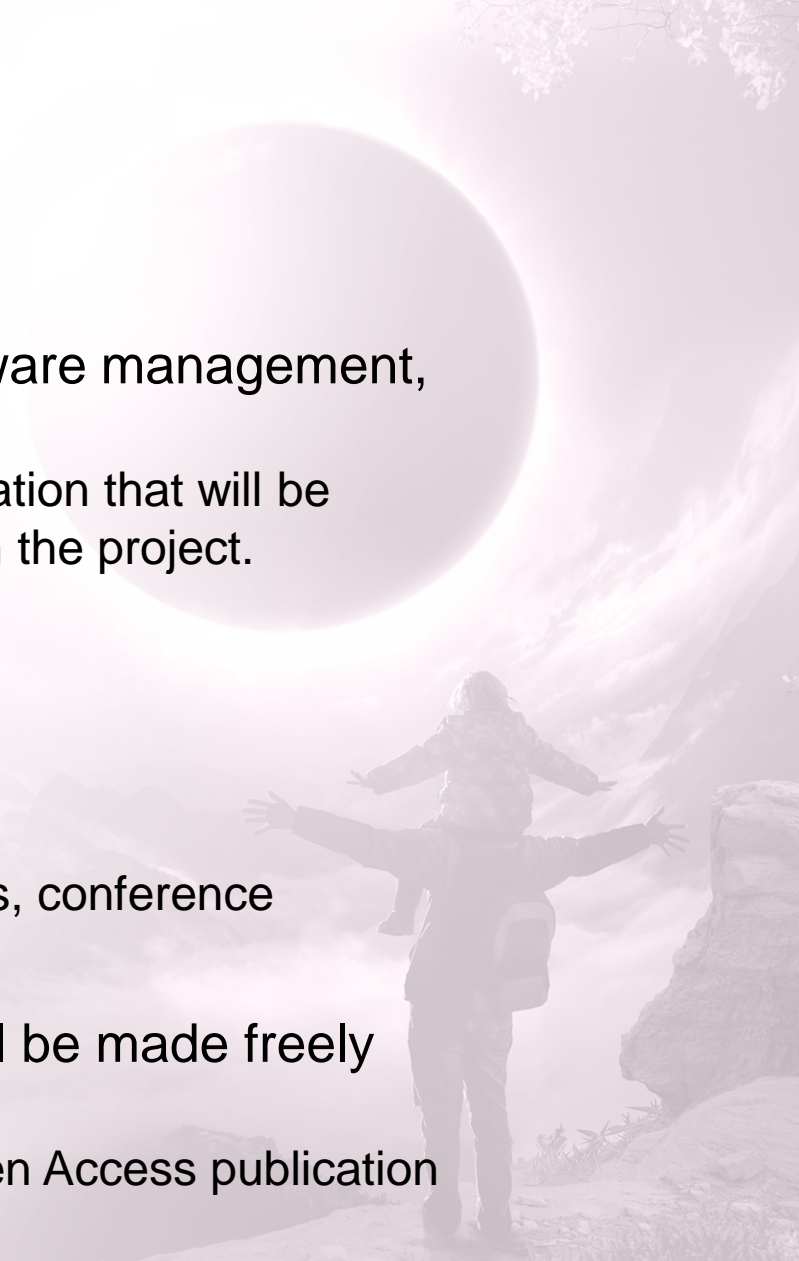 ware management,
ation that will be
the project.
s, conference
l be made freely
en Access publication